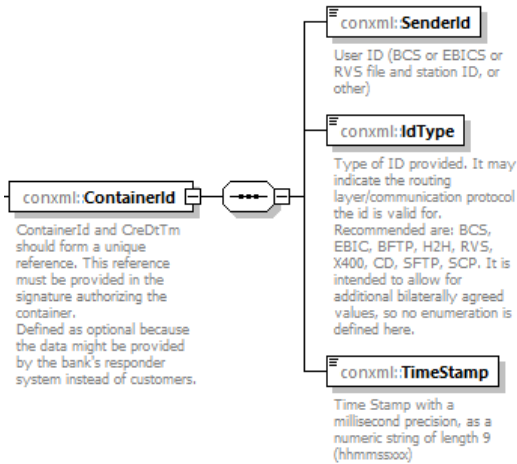 conxml::SenderId
User ID (BCS or EBICS or
RVS file and station ID, or
other)
conxml::IdType
Type of ID provided. It may
indicate the routing
layer/communication protocol
the id is valid for.
Recommended are: BCS,
EBIC, BFTP, H2H, RVS,
X400, CD, SFTP, SCP. It is
intended to allow for
additional bilaterally agreed
values, so no enumeration is
defined here.
conxml::ContainerId
ContainerId and CreDtTm
should form a unique
reference. This reference
must be provided in the
signature authorizing the
container.
Defined as optional because
the data might be provided
by the bank's responder
system instead of customers.
conxml::TimeStamp
Time Stamp with a
millisecond precision, as a
numeric string of length 9
(hhmmssxxx)